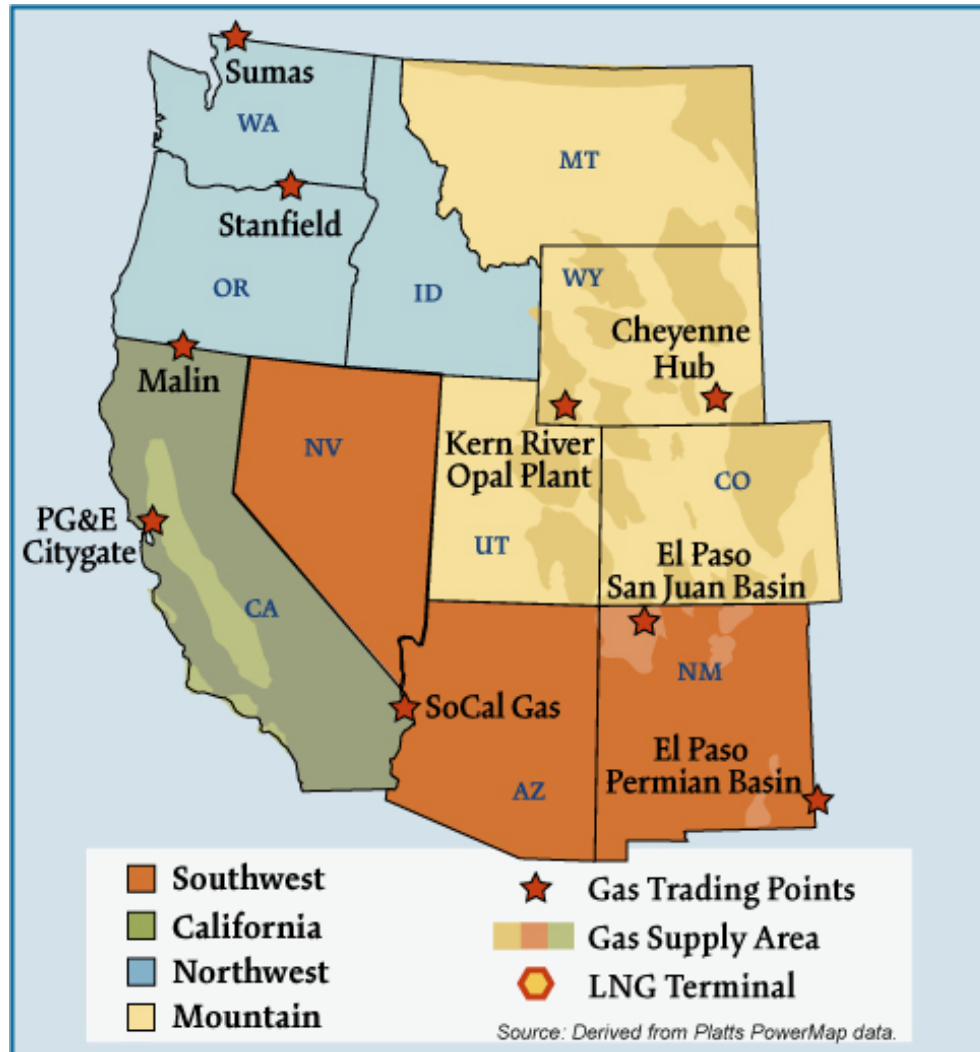 Sumas
WA
MT
Stanfield
OR
ID
WY
Cheyenne
Hub
Malin
NV
Kern River
Opal Plant
CO
PG&E
Citygate
UT
El Paso
San Juan Basin
CA
NM
SoCal Gas
El Paso
Permian Basin
AZ
Southwest
California
Northwest
Mountain
Gas Trading Points
Gas Supply Area
LNG Terminal
Source: Derived from Platts PowerMap data.